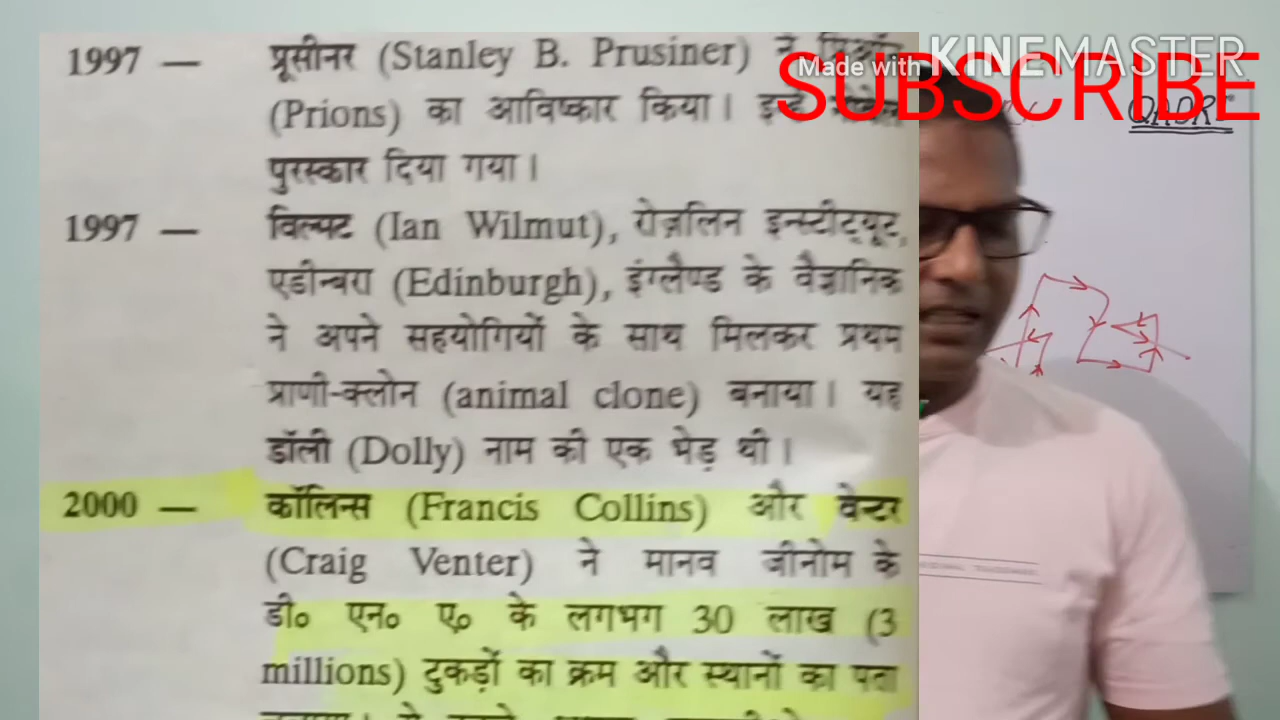 1997 — प्रूसीनर (Stanley B. Prusiner) ने
(Prions) का आविष्कार किया। इन्हें
पुरस्कार दिया गया।
1997 — विल्मट (Ian Wilmut), रोज़लिन इन्स्टीट्यूट,
एडीन्बरा (Edinburgh), इंग्लैण्ड के वैज्ञानिक
ने अपने सहयोगियों के साथ मिलकर प्रथम
प्राणी-क्लोन (animal clone) बनाया। यह
डॉली (Dolly) नाम की एक भेड़ थी।
2000 — कॉलिन्स (Francis Collins) और वेन्टर
(Craig Venter) ने मानव जीनोम के
डी० एन० ए० के लगभग 30 लाख (3
millions) टुकड़ों का क्रम और स्थानों का पता
Made with KINEMASTER
SUBSCRIBE